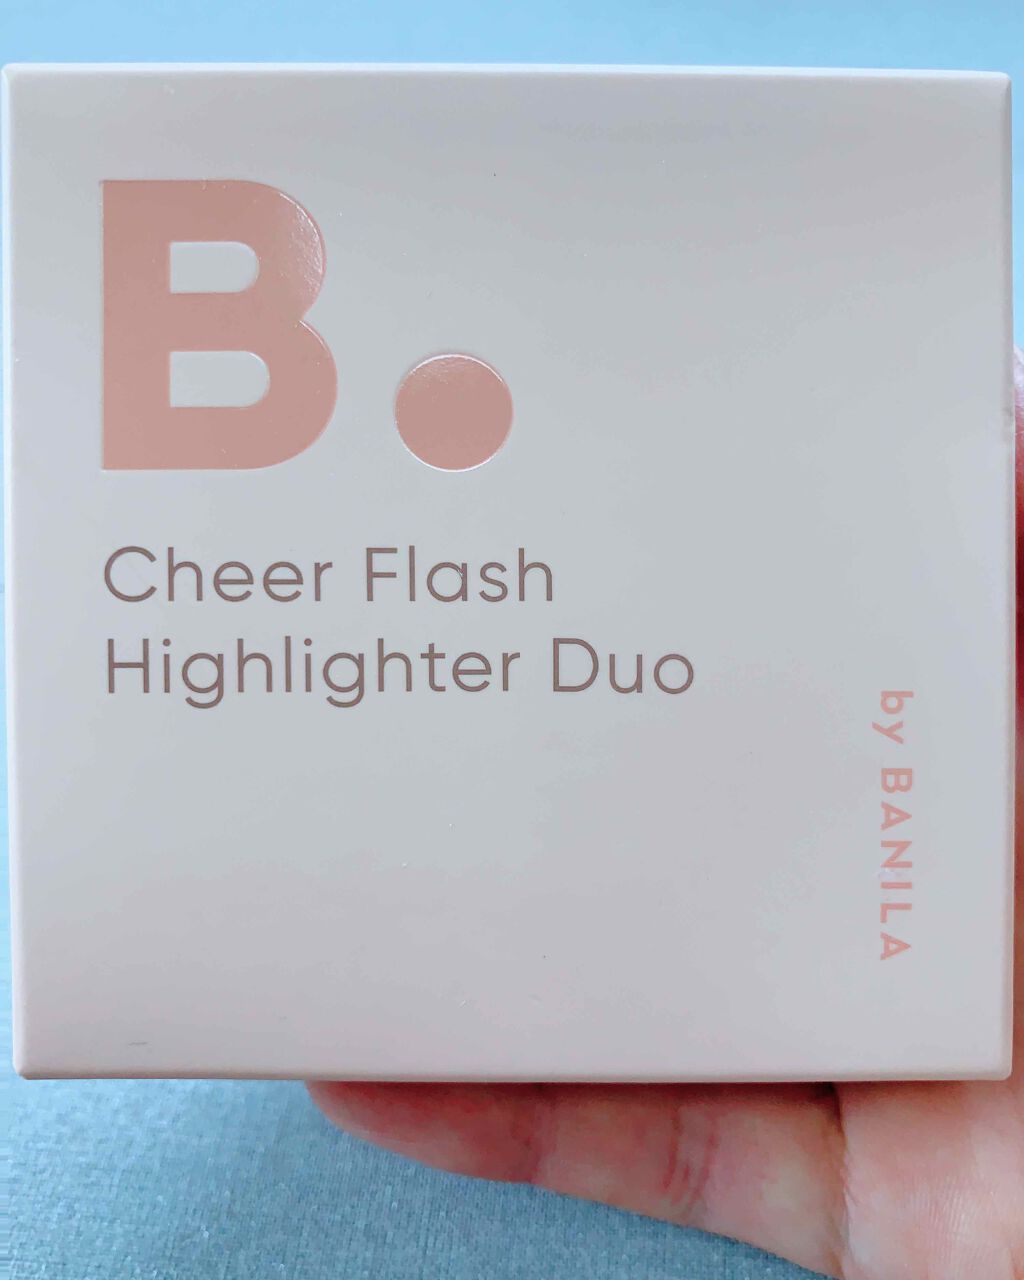 B.
Cheer Flash
Highlighter Duo
by BANILA